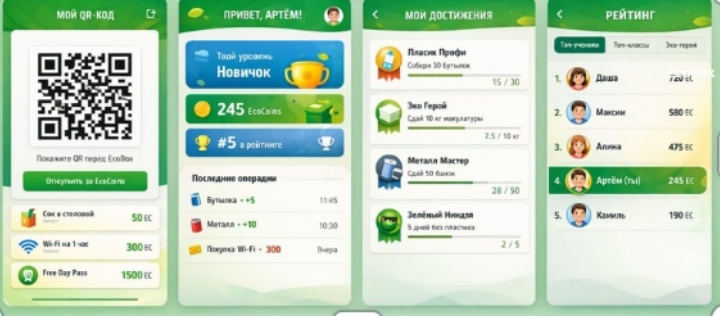 МОЙ QR-КОД
Покажите QR перед EcoBox
Откупить за EcoCoins
Сок в столовой
50 EC
Wi-Fi на 1 час
300 EC
Free Day Pass
1500 EC
ПРИВЕТ, АРТЁМ!
Твой уровень
Новичок
245 EcoCoins
#5 в рейтинге
Последние операции
Бутылка • +5
11:45
Металл • +10
10:30
Покупка Wi-Fi - 300
Вчера
МОЙ ДОСТИЖЕНИЯ
Пласик Профи
Собери 30 бутылок
15 / 30
Эко Герой
Сдай 10 кг макулатуры
7.5 / 10 кг
Металл Мастер
Сдай 50 банок
28 / 50
Зелёный Ниндзя
5 дней без пластика
2 / 5
РЕЙТИНГ
Топ-ученики
Топ-классы
Эко-герой
1. Даша
720 EC
2. Максим
580 EC
3. Алина
475 EC
4. Артём (ты)
245 EC
5. Камиль
190 EC